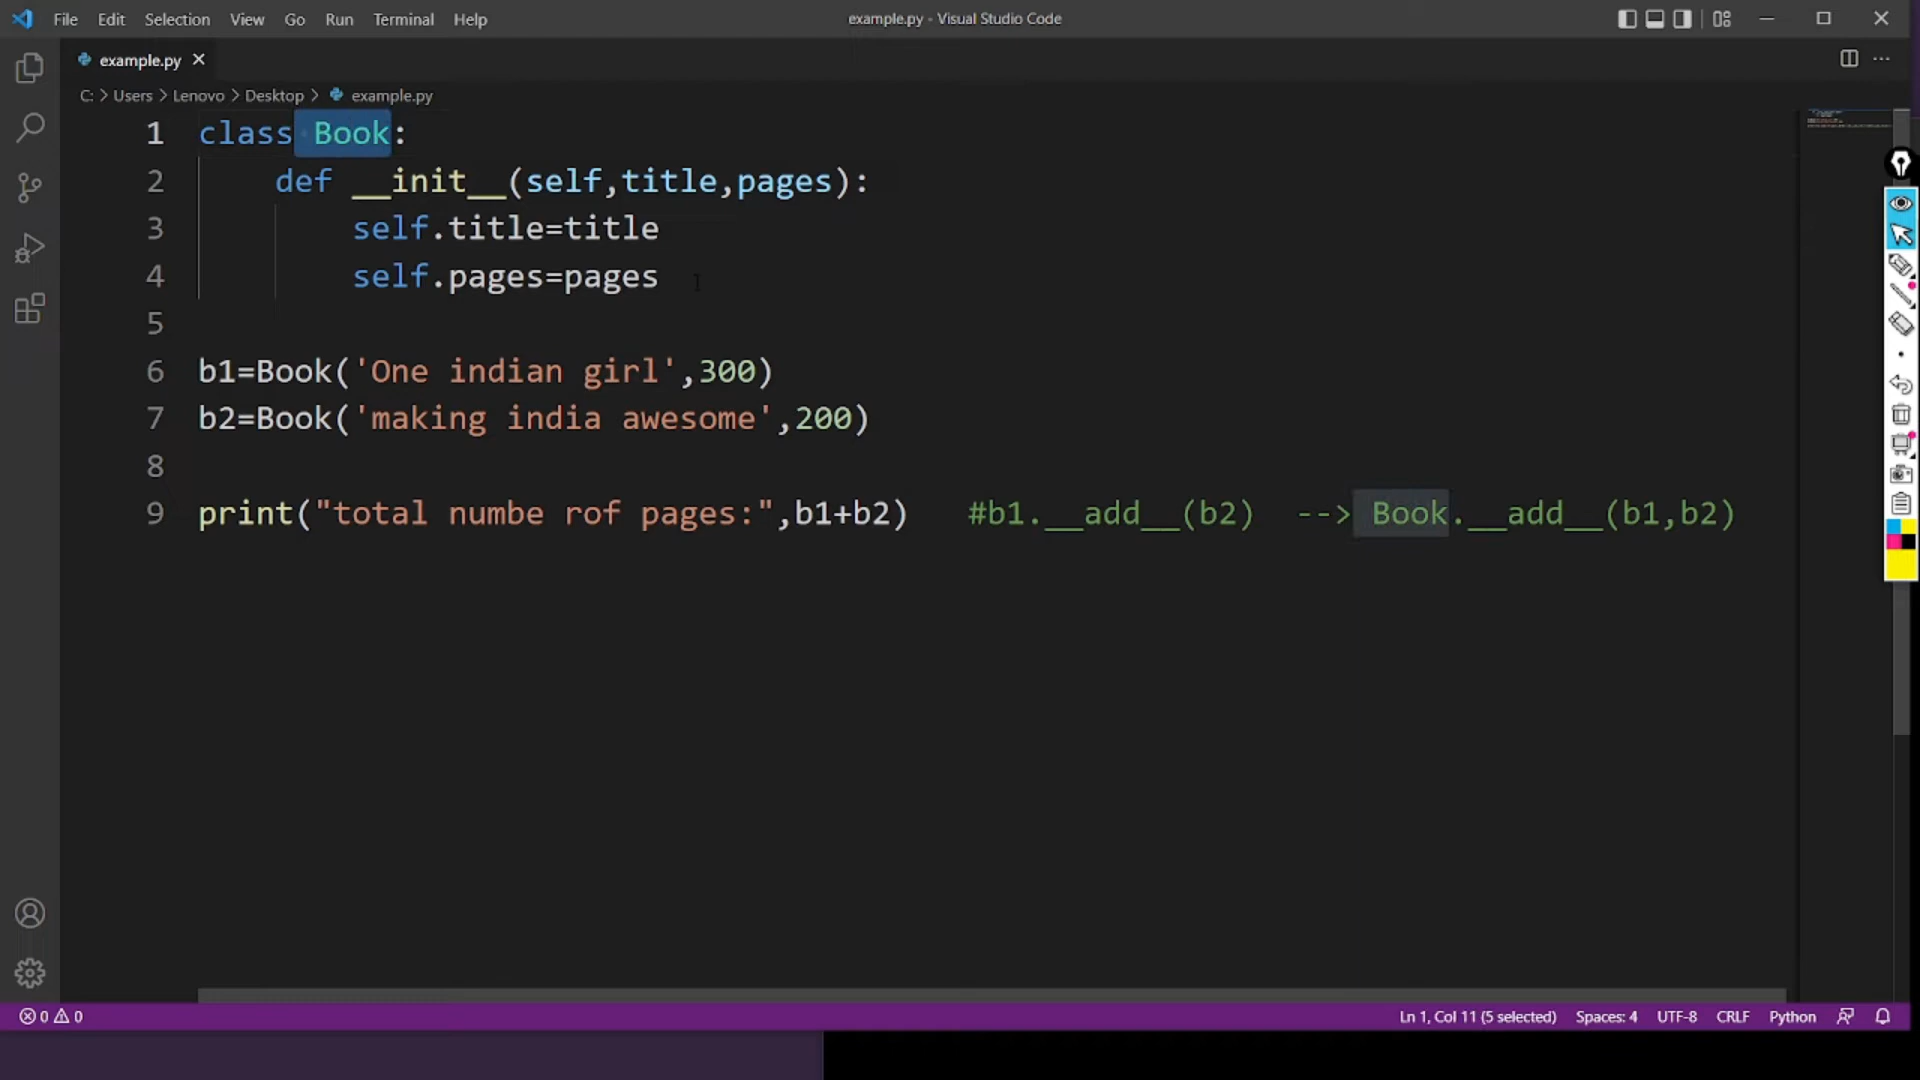 File Edit Selection View Go Run Terminal Help
example.py - Visual Studio Code
example.py
C: > Users > Lenovo > Desktop > example.py
1 class Book:
2 def __init__(self,title,pages):
3 self.title=title
4 self.pages=pages
5
6 b1=Book('One indian girl',300)
7 b2=Book('making india awesome',200)
8
9 print("total numbe rof pages:",b1+b2) #b1.__add__(b2) --> Book.__add__(b1,b2)
0 0 Ln 1, Col 11 (5 selected) Spaces: 4 UTF-8 CRLF Python